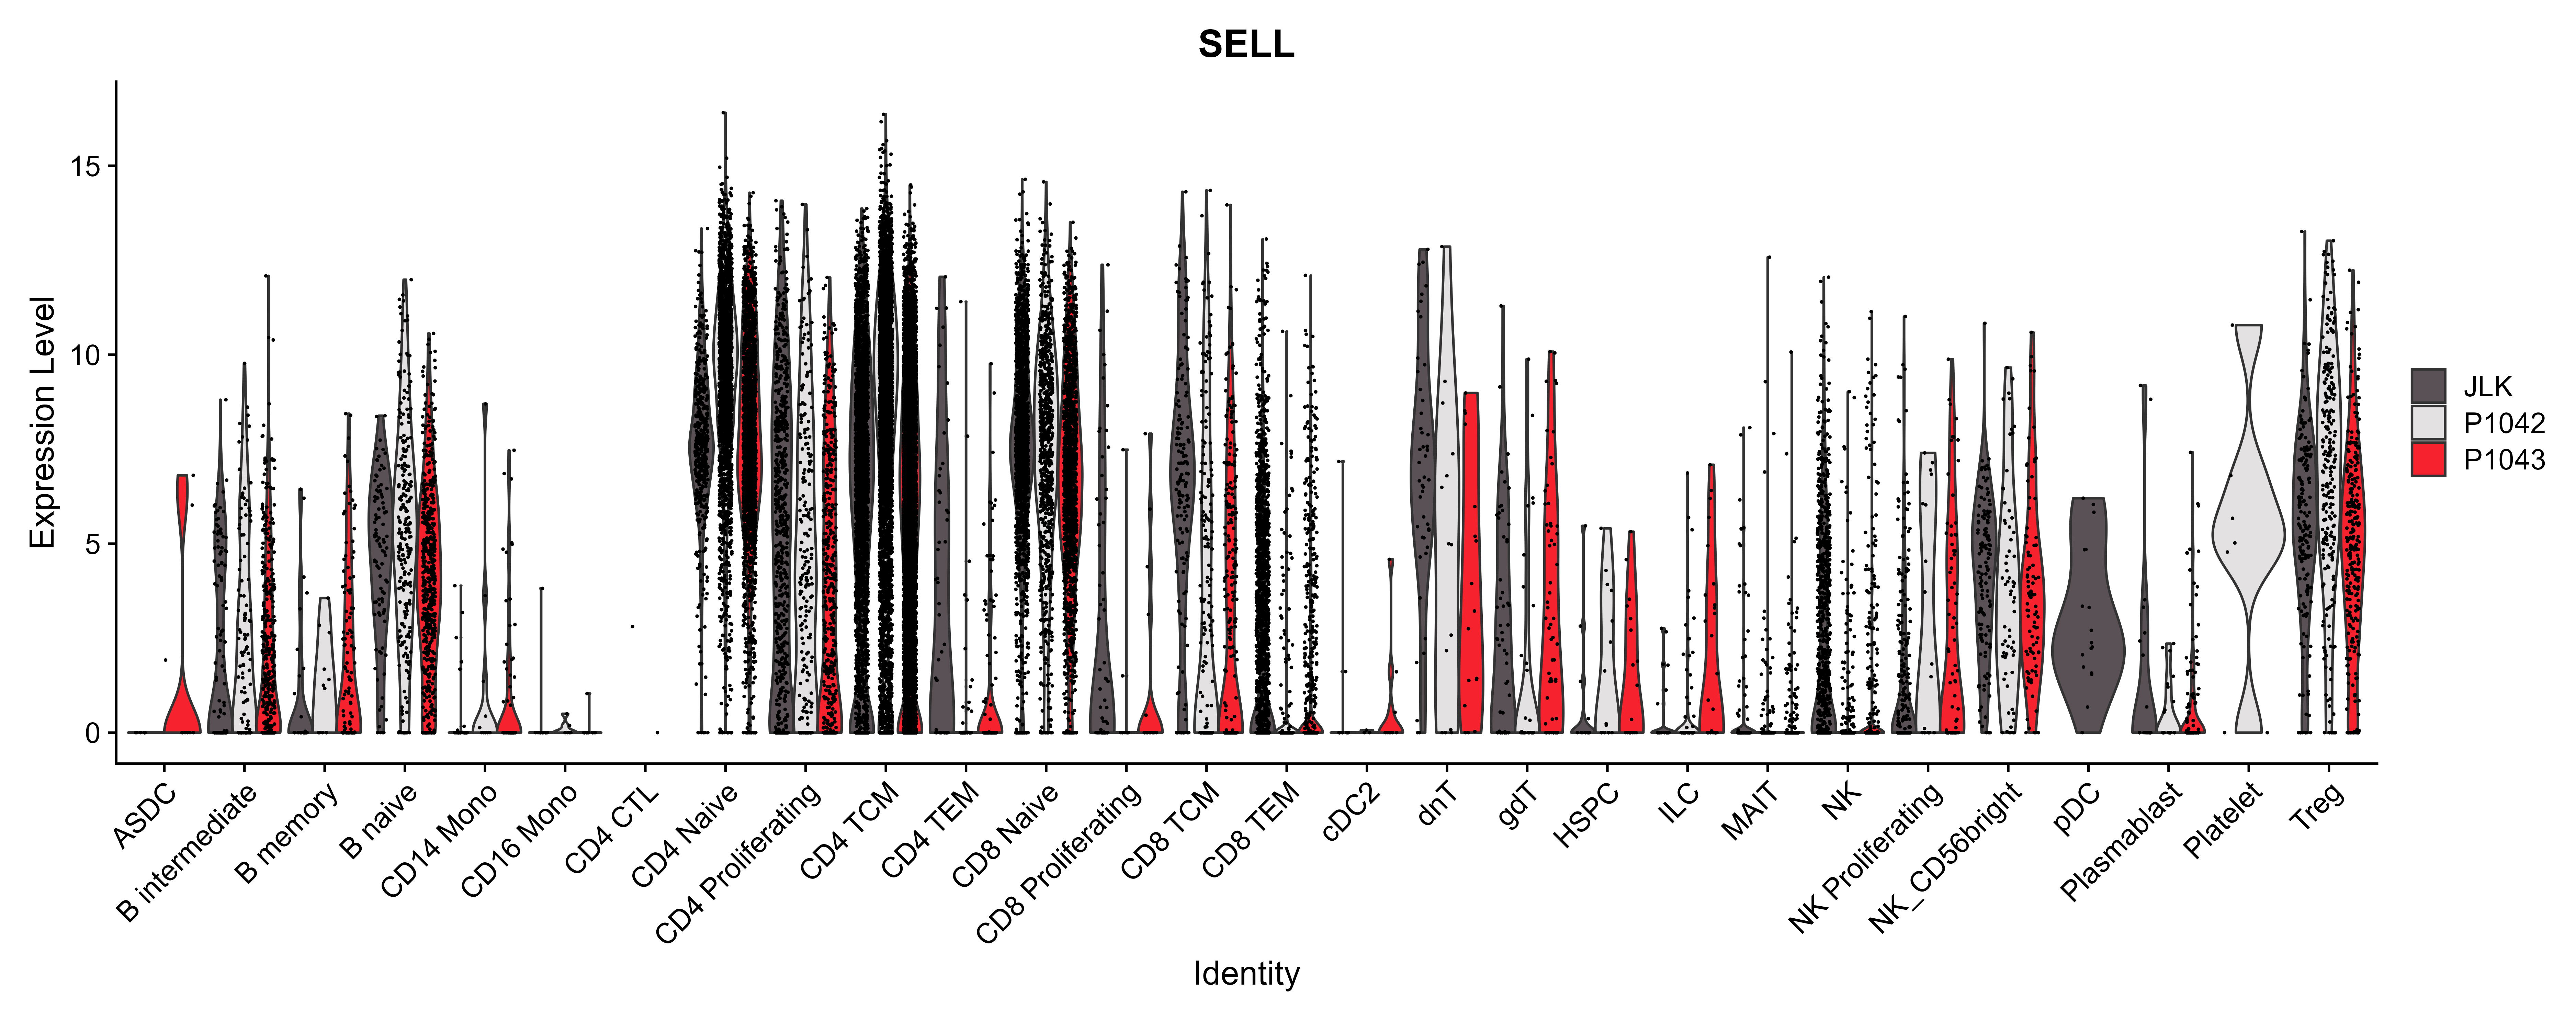 SELL
Expression Level
15
10
5
0
ASDC
B intermediate
B memory
B naive
CD14 Mono
CD16 Mono
CD4 CTL
CD4 Naive
CD4 Proliferating
CD4 TCM
CD4 TEM
CD8 Naive
CD8 Proliferating
CD8 TCM
CD8 TEM
cDC2
dnT
gdT
HSPC
ILC
MAIT
NK
NK Proliferating
NK_CD56bright
pDC
Plasmablast
Platelet
Treg
Identity
JLK
P1042
P1043